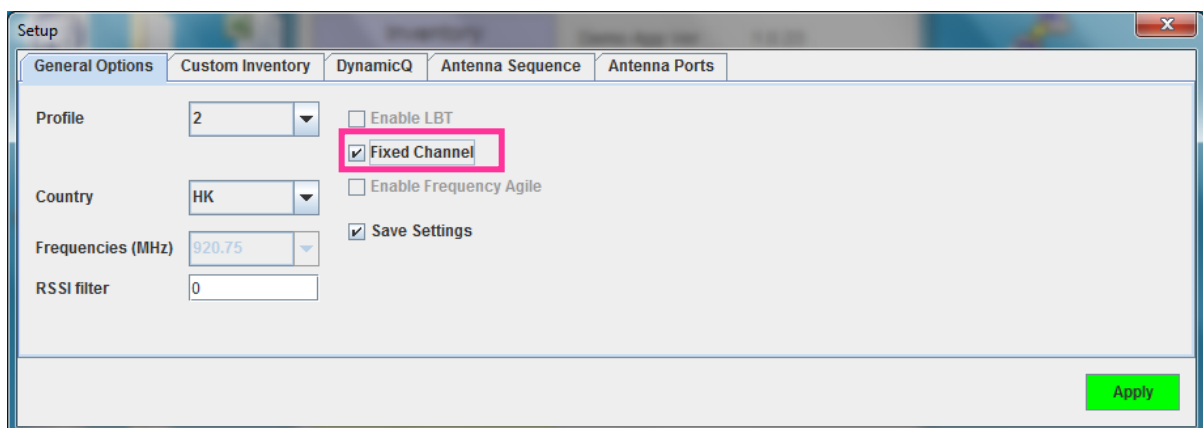 Setup
General Options Custom Inventory DynamicQ Antenna Sequence Antenna Ports
Profile 2 Enable LBT
Fixed Channel
Country HK Enable Frequency Agile
Save Settings
Frequencies (MHz) 920.75
RSSI filter 0
Apply